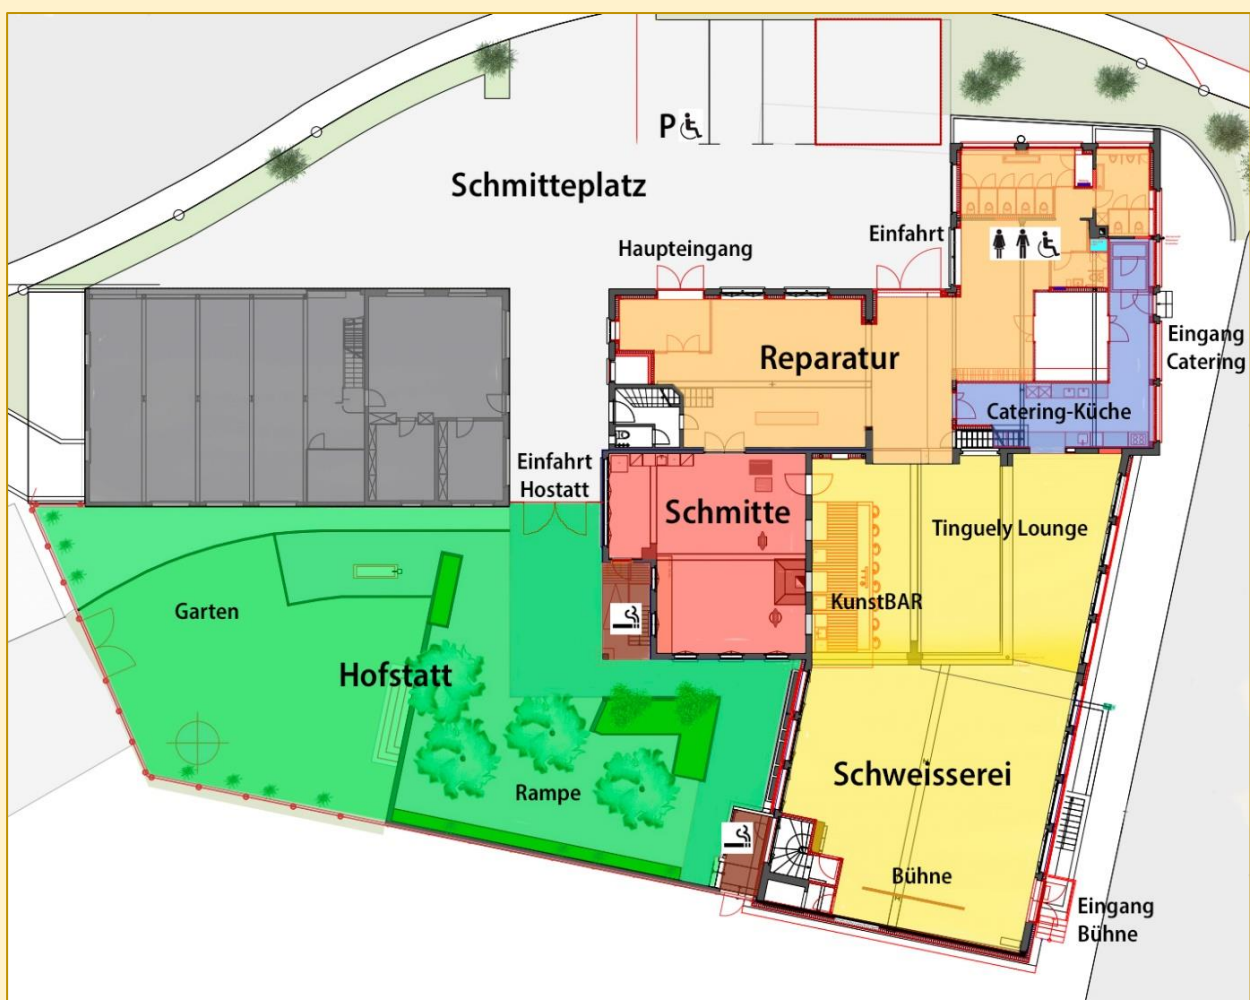 P
Schmitteplatz
Haupteingang
Einfahrt
Reparatur
Eingang
Catering
Catering-Küche
Einfahrt
Hostatt
Schmitte
Tinguely Lounge
KunstBAR
Garten
Hofstatt
Rampe
Schweisserei
Bühne
Eingang
Bühne